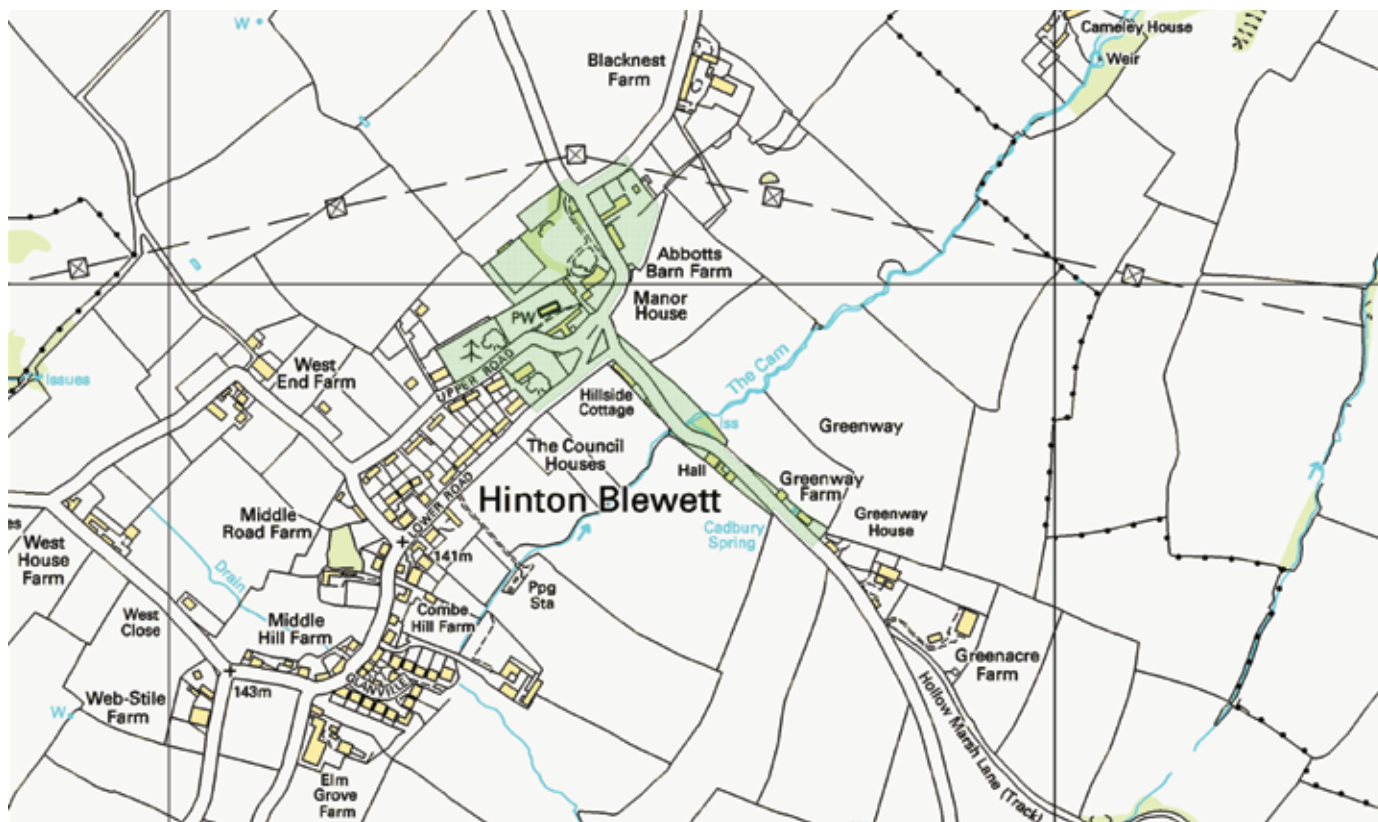 W
Cameley House
Weir
Blacknest
Farm
Abbotts
Barn Farm
Manor
House
PW
UPPER ROAD
West
End Farm
Issues
Hillside
Cottage
The Cam
Iss
Greenway
The Council
Houses
Hall
LOWER ROAD
Hinton Blewett
Greenway
Farm
Cadbury
Spring
Greenway
House
Middle
Road Farm
141m
West
House
Farm
Drain
Ppg
Sta
West
Close
Middle
Hill Farm
Combe
Hill Farm
Greenacre
Farm
GLANVILLE
143m
Web-Stile
Farm
W
Hollow Marsh Lane (Track)
Elm
Grove
Farm